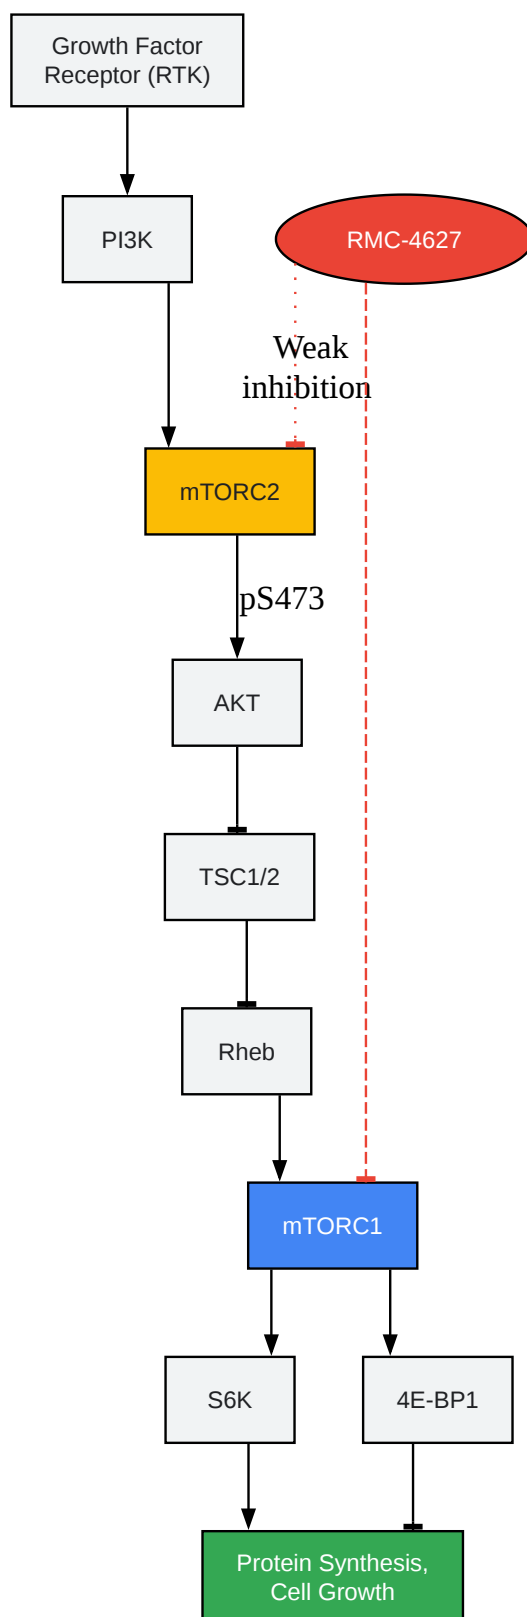 Growth Factor
Receptor (RTK)
PI3K
RMC-4627
Weak
inhibition
mTORC2
pS473
AKT
TSC1/2
Rheb
mTORC1
S6K
4E-BP1
Protein Synthesis,
Cell Growth